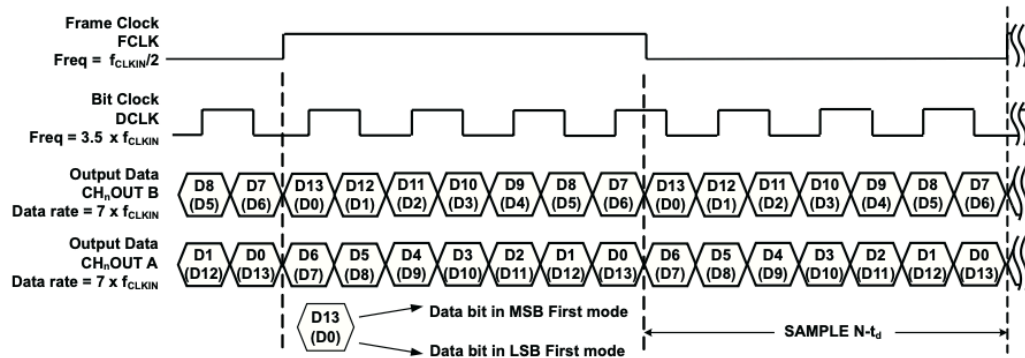 Frame Clock
FCLK
Freq = fCLKIN/2
Bit Clock
DCLK
Freq = 3.5 x fCLKIN
Output Data
CHnOUT B
Data rate = 7 x fCLKIN
D8 D7 D13 D12 D11 D10 D9 D8 D7 D13 D12 D11 D10 D9 D8 D7
(D5) (D6) (D0) (D1) (D2) (D3) (D4) (D5) (D6) (D0) (D1) (D2) (D3) (D4) (D5) (D6)
Output Data
CHnOUT A
Data rate = 7 x fCLKIN
D1 D0 D6 D5 D4 D3 D2 D1 D0 D6 D5 D4 D3 D2 D1 D0
(D12) (D13) (D7) (D8) (D9) (D10) (D11) (D12) (D13) (D7) (D8) (D9) (D10) (D11) (D12) (D13)
D13
(D0)
Data bit in MSB First mode
Data bit in LSB First mode
SAMPLE N-td